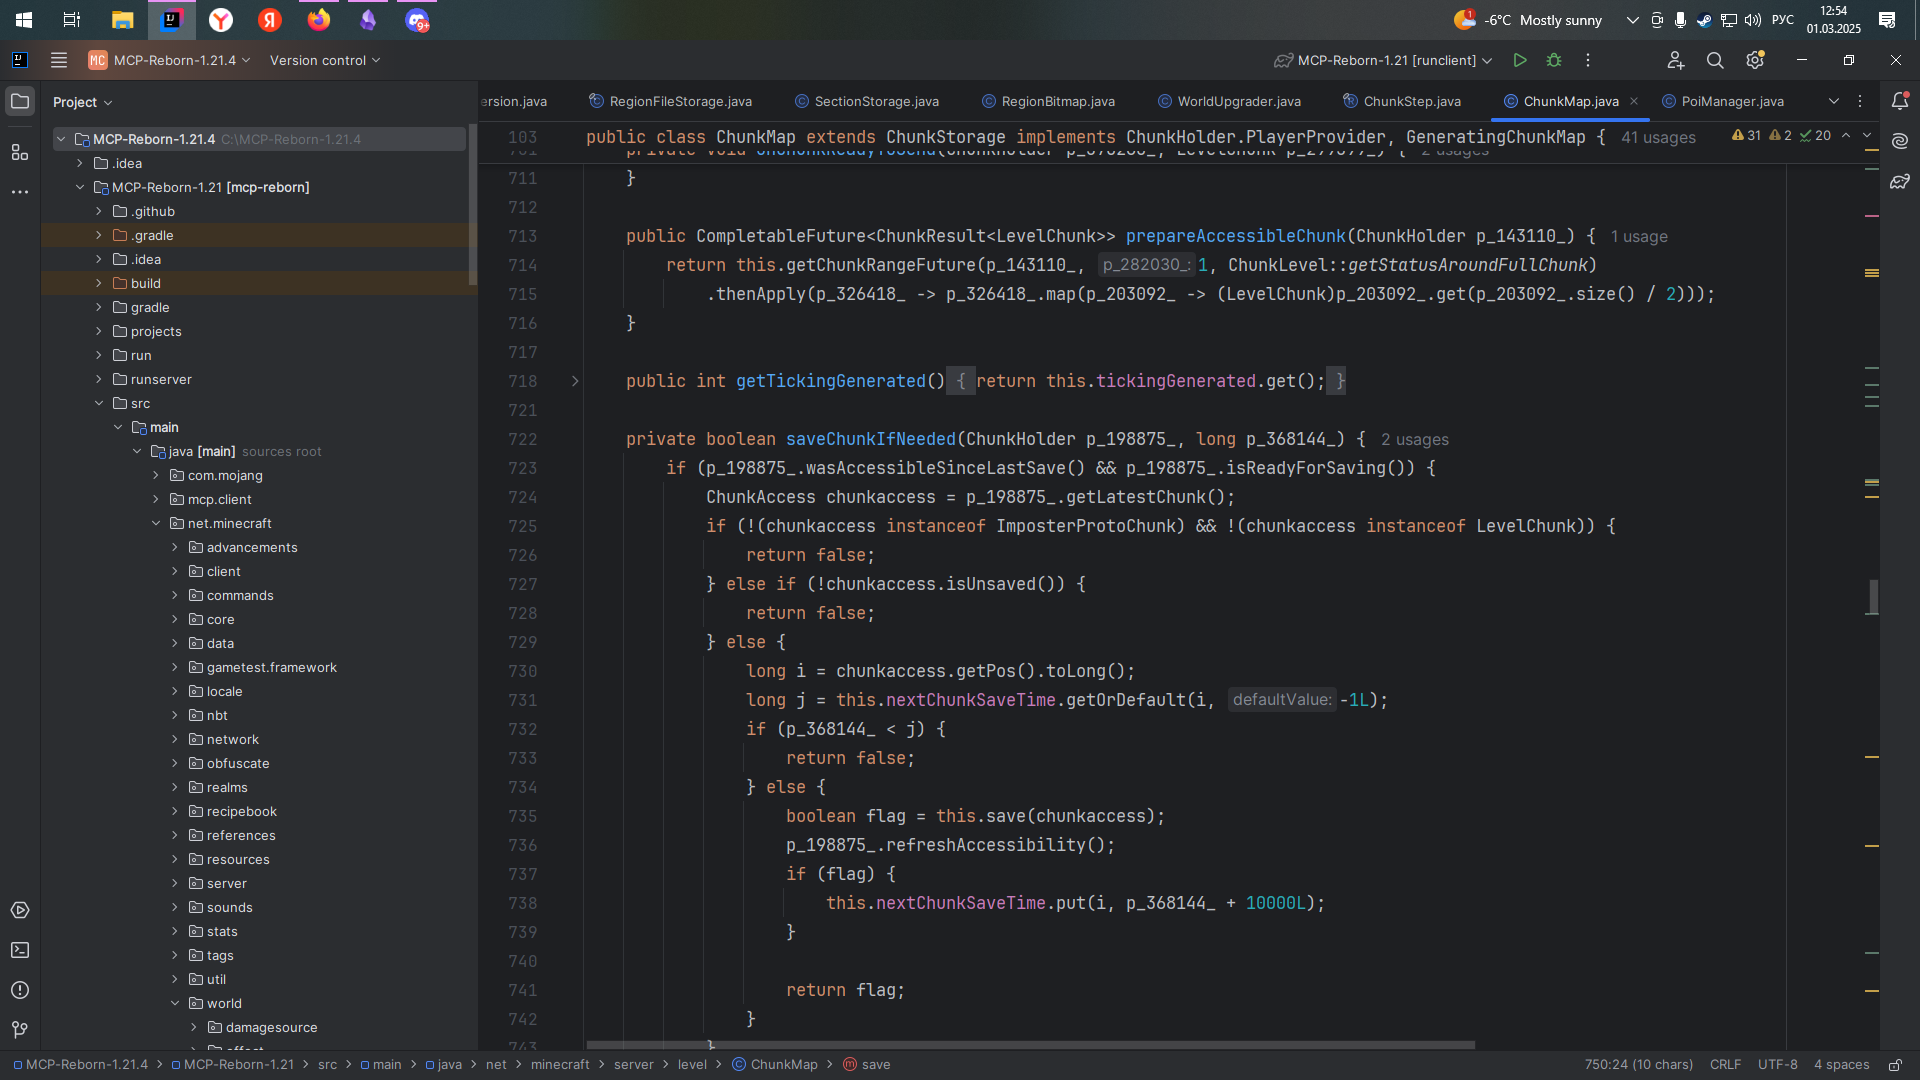 -6°C Mostly sunny
РУС
12:54
01.03.2025
MC MCP-Reborn-1.21.4
Version control
MCP-Reborn-1.21 [runclient]
Project
ersion.java
RegionFileStorage.java
SectionStorage.java
RegionBitmap.java
WorldUpgrader.java
ChunkStep.java
ChunkMap.java
PoiManager.java
103 public class ChunkMap extends ChunkStorage implements ChunkHolder.PlayerProvider, GeneratingChunkMap { 41 usages
31 2 20
MCP-Reborn-1.21.4 C:\MCP-Reborn-1.21.4
.idea
MCP-Reborn-1.21 [mcp-reborn]
.github
.gradle
.idea
build
gradle
projects
run
runserver
src
main
java [main] sources root
com.mojang
mcp.client
net.minecraft
advancements
client
commands
core
data
gametest.framework
locale
nbt
network
obfuscate
realms
recipebook
references
resources
server
sounds
stats
tags
util
world
damagesource
711 }
712
713 public CompletableFuture<ChunkResult<LevelChunk>> prepareAccessibleChunk(ChunkHolder p_143110_) { 1 usage
714 return this.getChunkRangeFuture(p_143110_, p_282030_: 1, ChunkLevel::getStatusAroundFullChunk)
715 .thenApply(p_326418_ -> p_326418_.map(p_203092_ -> (LevelChunk)p_203092_.get(p_203092_.size() / 2)));
716 }
717
718 public int getTickingGenerated() { return this.tickingGenerated.get(); }
721
722 private boolean saveChunkIfNeeded(ChunkHolder p_198875_, long p_368144_) { 2 usages
723 if (p_198875_.wasAccessibleSinceLastSave() && p_198875_.isReadyForSaving()) {
724 ChunkAccess chunkaccess = p_198875_.getLatestChunk();
725 if (!(chunkaccess instanceof ImposterProtoChunk) && !(chunkaccess instanceof LevelChunk)) {
726 return false;
727 } else if (!chunkaccess.isUnsaved()) {
728 return false;
729 } else {
730 long i = chunkaccess.getPos().toLong();
731 long j = this.nextChunkSaveTime.getOrDefault(i, defaultValue: -1L);
732 if (p_368144_ < j) {
733 return false;
734 } else {
735 boolean flag = this.save(chunkaccess);
736 p_198875_.refreshAccessibility();
737 if (flag) {
738 this.nextChunkSaveTime.put(i, p_368144_ + 10000L);
739 }
740
741 return flag;
742 }
743 }
MCP-Reborn-1.21.4 > MCP-Reborn-1.21 > src > main > java > net > minecraft > server > level > ChunkMap > save
750:24 (10 chars) CRLF UTF-8 4 spaces